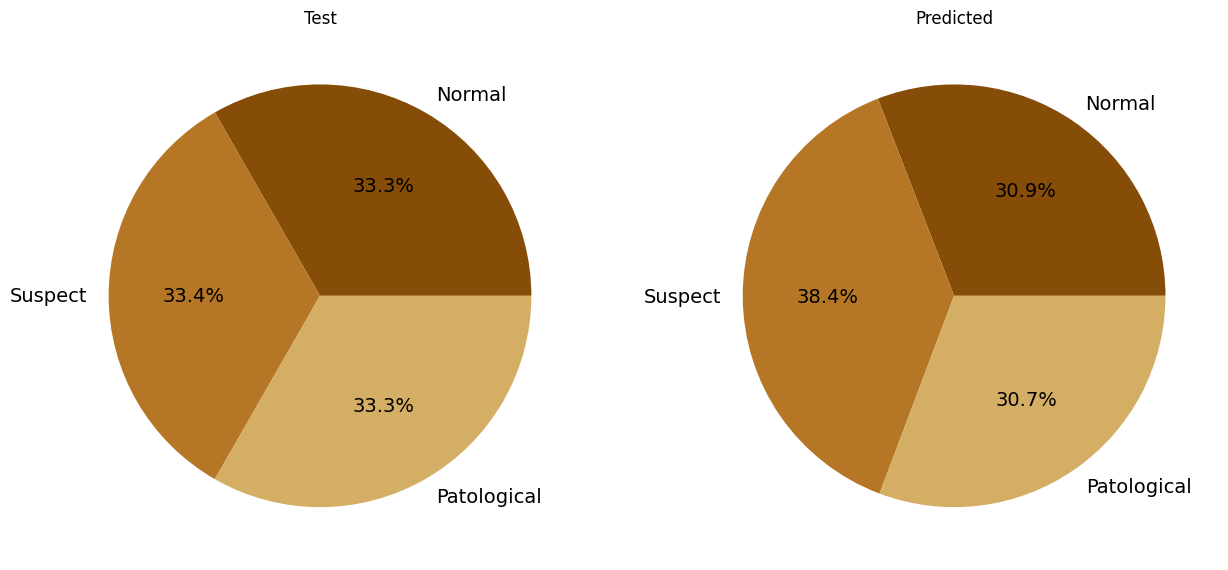 Test
Normal
33.3%
Suspect
33.4%
33.3%
Patological
Predicted
Normal
30.9%
Suspect
38.4%
30.7%
Patological